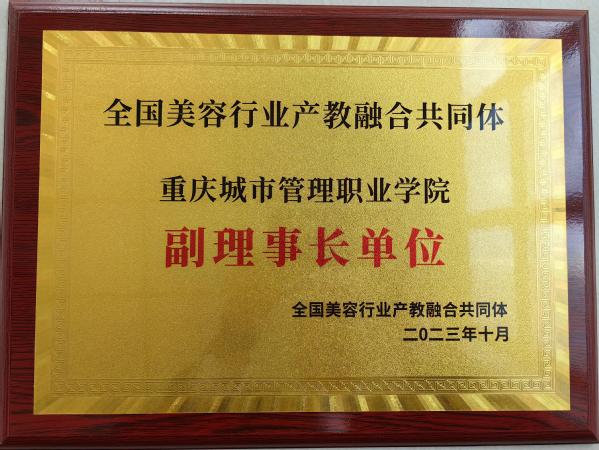 全国美容行业产教融合共同体
重庆城市管理职业学院
副理事长单位
全国美容行业产教融合共同体
二〇二三年十月